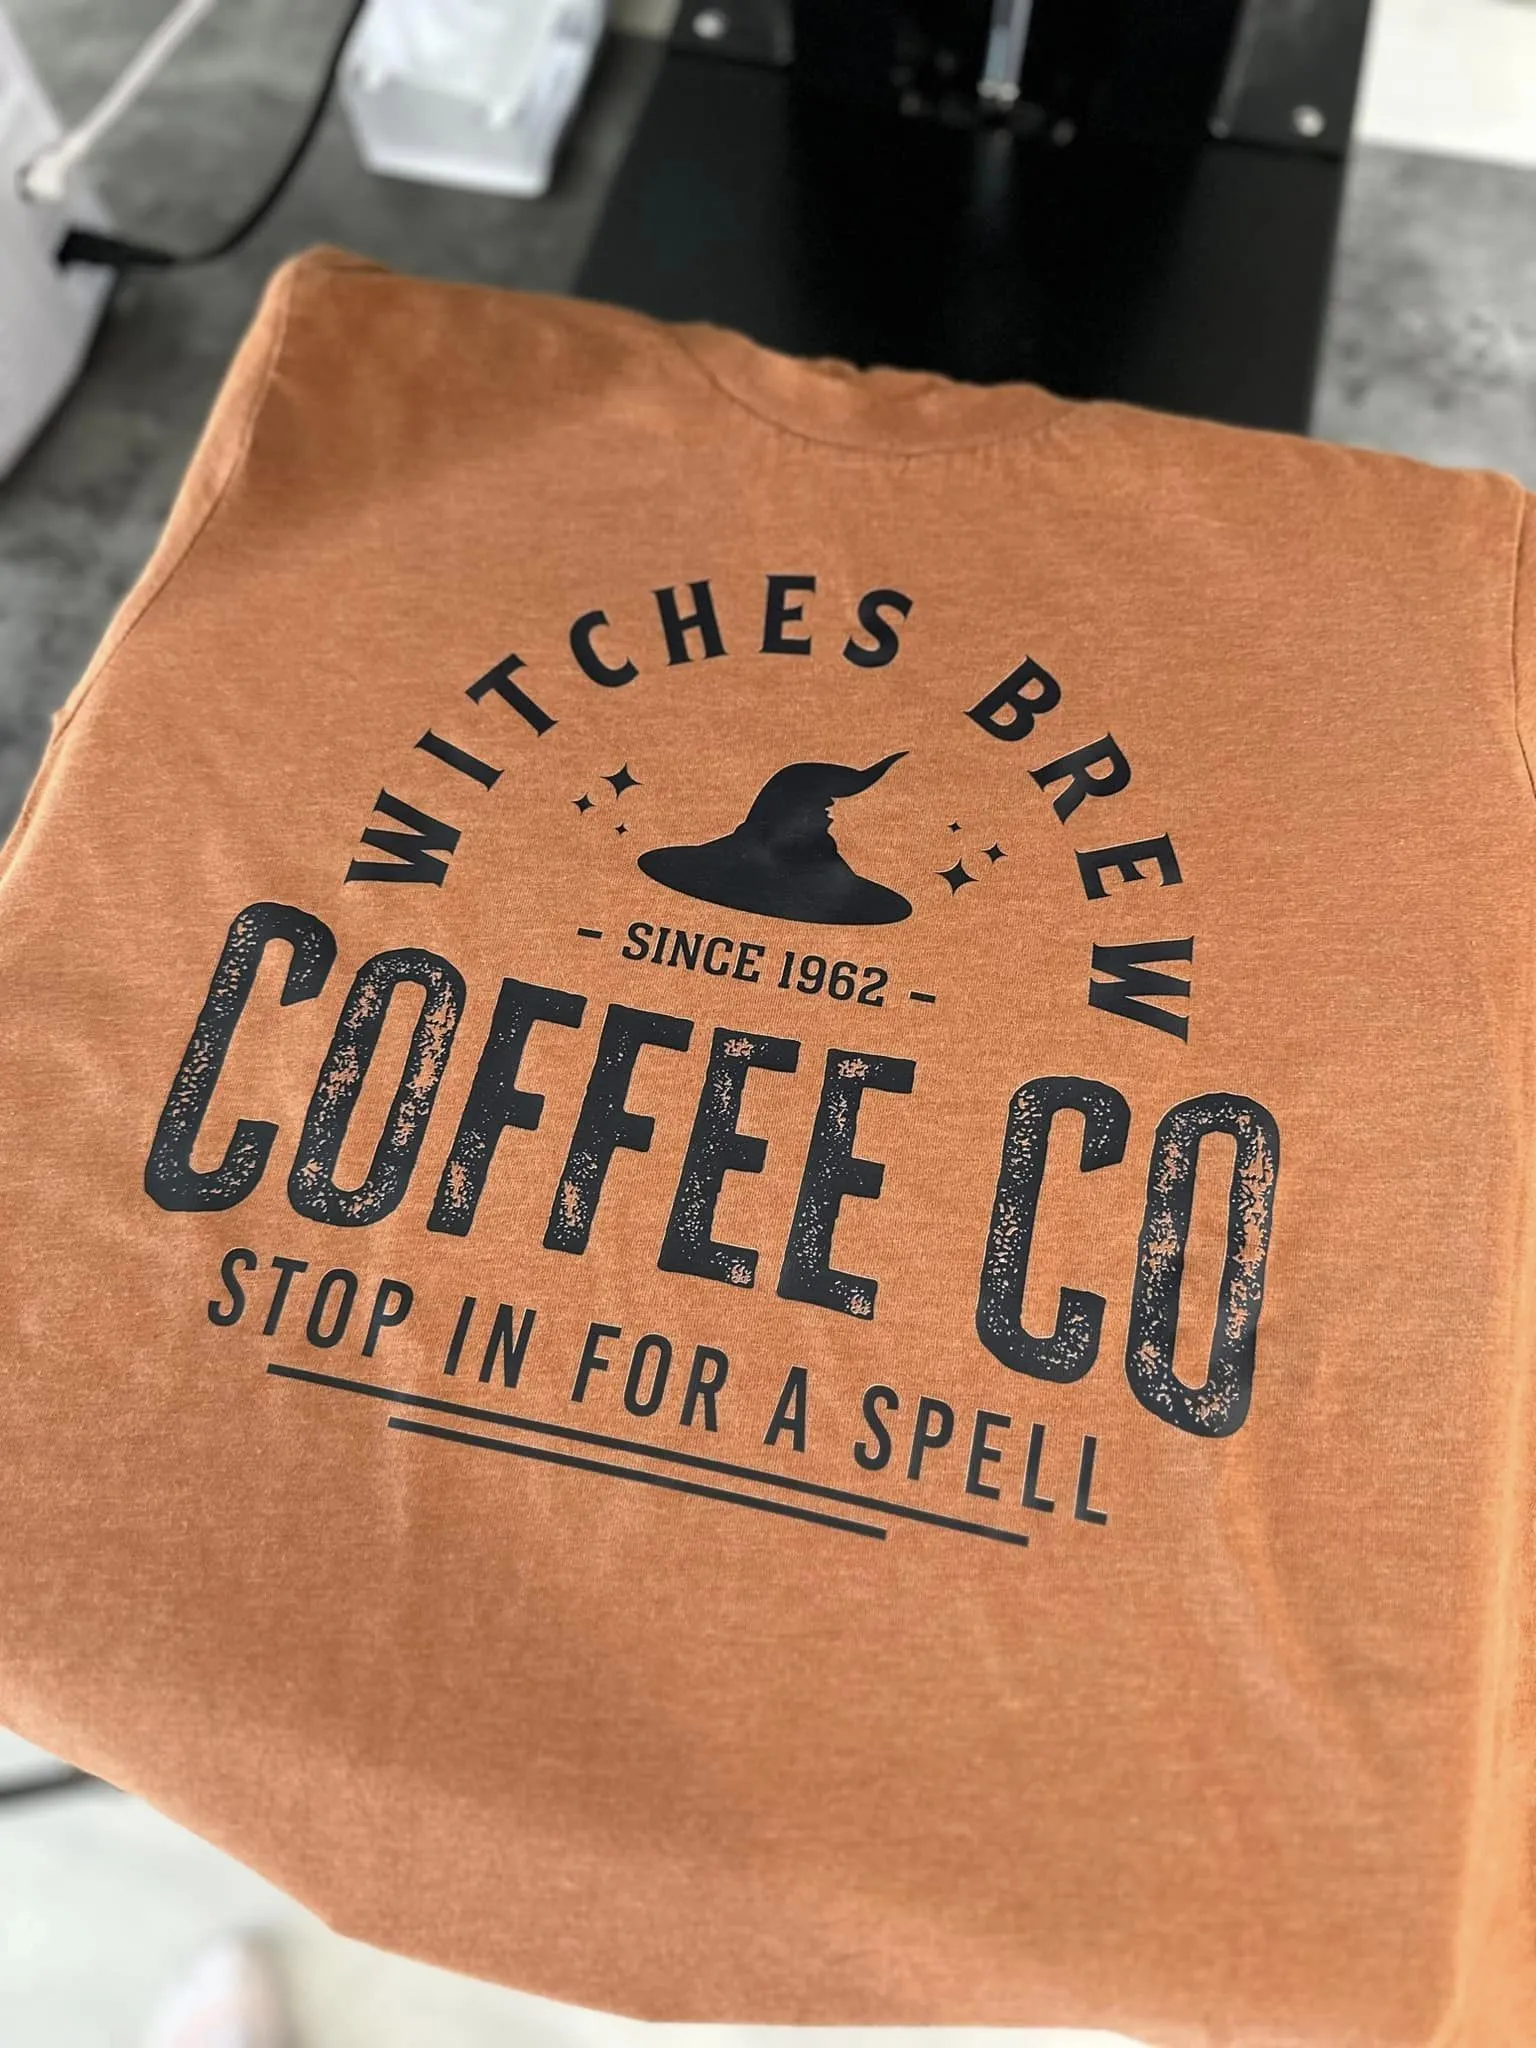 WITCHES BREW
- SINCE 1962 -
COFFEE CO
STOP IN FOR A SPELL